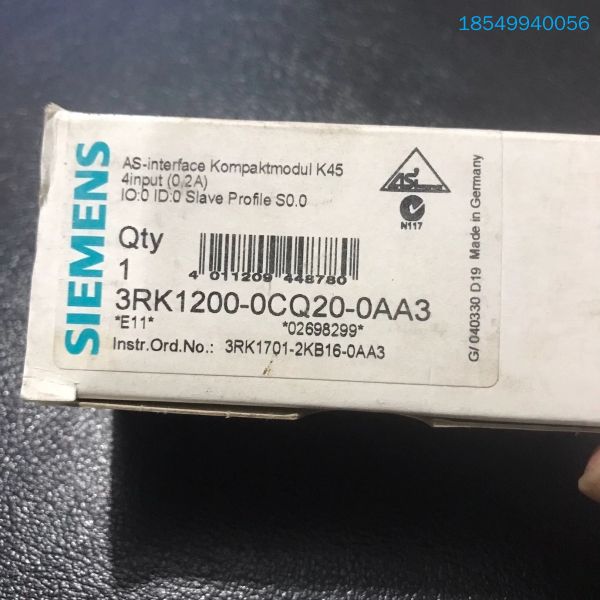 18549940056
SIEMENS
AS-interface Kompaktmodul K45
4input (0,2A)
IO:0 ID:0 Slave Profile S0.0
ASi
N117
Qty
1
4 011209 448780
3RK1200-0CQ20-0AA3
*E11* *02698299*
Instr.Ord.No.: 3RK1701-2KB16-0AA3
G/ 040330 D19 Made in Germany